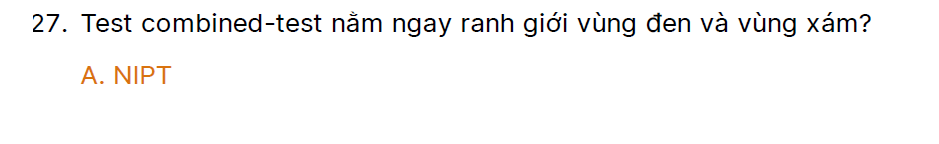 27. Test combined-test nằm ngay ranh giới vùng đen và vùng xám?
A. NIPT